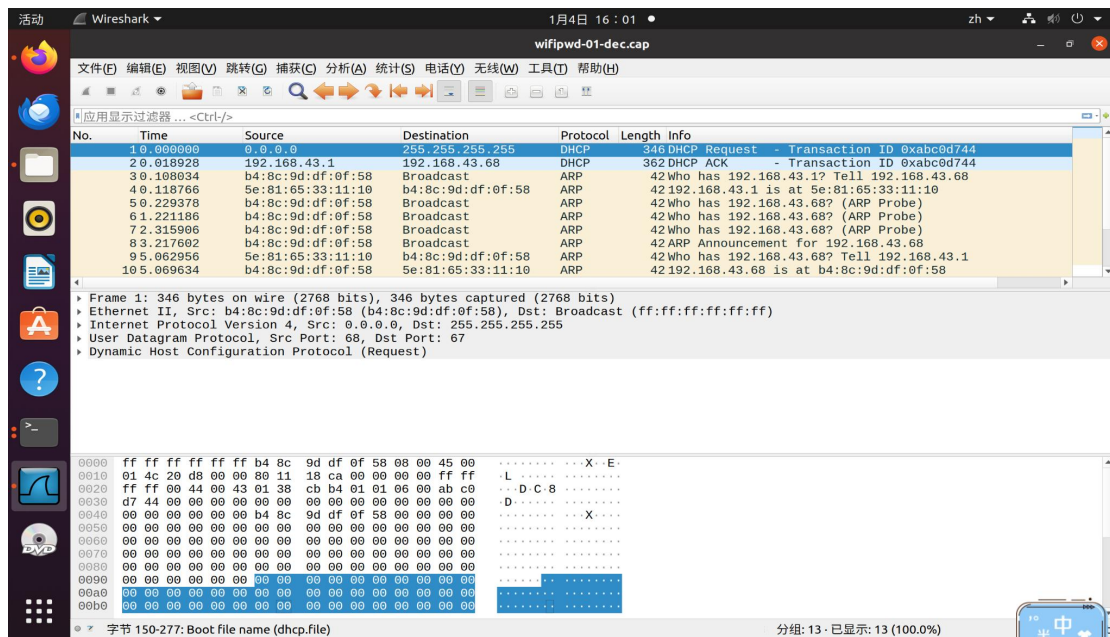 活动 Wireshark 1月4日 16:01 zh
wifipwd-01-dec.cap
文件(F) 编辑(E) 视图(V) 跳转(G) 捕获(C) 分析(A) 统计(S) 电话(Y) 无线(W) 工具(T) 帮助(H)
应用显示过滤器 … <Ctrl-/>
No. Time Source Destination Protocol Length Info
1 0.000000 0.0.0.0 255.255.255.255 DHCP 346 DHCP Request - Transaction ID 0xabc0d744
2 0.018928 192.168.43.1 192.168.43.68 DHCP 362 DHCP ACK - Transaction ID 0xabc0d744
3 0.108034 b4:8c:9d:df:0f:58 Broadcast ARP 42 Who has 192.168.43.1? Tell 192.168.43.68
4 0.118766 5e:81:65:33:11:10 b4:8c:9d:df:0f:58 ARP 42 192.168.43.1 is at 5e:81:65:33:11:10
5 0.229378 b4:8c:9d:df:0f:58 Broadcast ARP 42 Who has 192.168.43.68? (ARP Probe)
6 1.221186 b4:8c:9d:df:0f:58 Broadcast ARP 42 Who has 192.168.43.68? (ARP Probe)
7 2.315906 b4:8c:9d:df:0f:58 Broadcast ARP 42 Who has 192.168.43.68? (ARP Probe)
8 3.217602 b4:8c:9d:df:0f:58 Broadcast ARP 42 ARP Announcement for 192.168.43.68
9 5.062956 5e:81:65:33:11:10 b4:8c:9d:df:0f:58 ARP 42 Who has 192.168.43.68? Tell 192.168.43.1
10 5.069634 b4:8c:9d:df:0f:58 5e:81:65:33:11:10 ARP 42 192.168.43.68 is at b4:8c:9d:df:0f:58
Frame 1: 346 bytes on wire (2768 bits), 346 bytes captured (2768 bits)
Ethernet II, Src: b4:8c:9d:df:0f:58 (b4:8c:9d:df:0f:58), Dst: Broadcast (ff:ff:ff:ff:ff:ff)
Internet Protocol Version 4, Src: 0.0.0.0, Dst: 255.255.255.255
User Datagram Protocol, Src Port: 68, Dst Port: 67
Dynamic Host Configuration Protocol (Request)
0000 ff ff ff ff ff ff b4 8c 9d df 0f 58 08 00 45 00 ········ ···X··E·
0010 01 4c 20 d8 00 00 80 11 18 ca 00 00 00 00 ff ff ·L ····· ········
0020 ff ff 00 44 00 43 01 38 cb b4 01 01 06 00 ab c0 ···D·C·8 ········
0030 d7 44 00 00 00 00 00 00 00 00 00 00 00 00 00 00 ·D······ ········
0040 00 00 00 00 00 00 b4 8c 9d df 0f 58 00 00 00 00 ········ ···X····
0050 00 00 00 00 00 00 00 00 00 00 00 00 00 00 00 00 ········ ········
0060 00 00 00 00 00 00 00 00 00 00 00 00 00 00 00 00 ········ ········
0070 00 00 00 00 00 00 00 00 00 00 00 00 00 00 00 00 ········ ········
0080 00 00 00 00 00 00 00 00 00 00 00 00 00 00 00 00 ········ ········
0090 00 00 00 00 00 00 00 00 00 00 00 00 00 00 00 00 ········ ········
00a0 00 00 00 00 00 00 00 00 00 00 00 00 00 00 00 00 ········ ········
00b0 00 00 00 00 00 00 00 00 00 00 00 00 00 00 00 00 ········ ········
字节 150-277: Boot file name (dhcp.file) 分组: 13 · 已显示: 13 (100.0%)
DVD
中